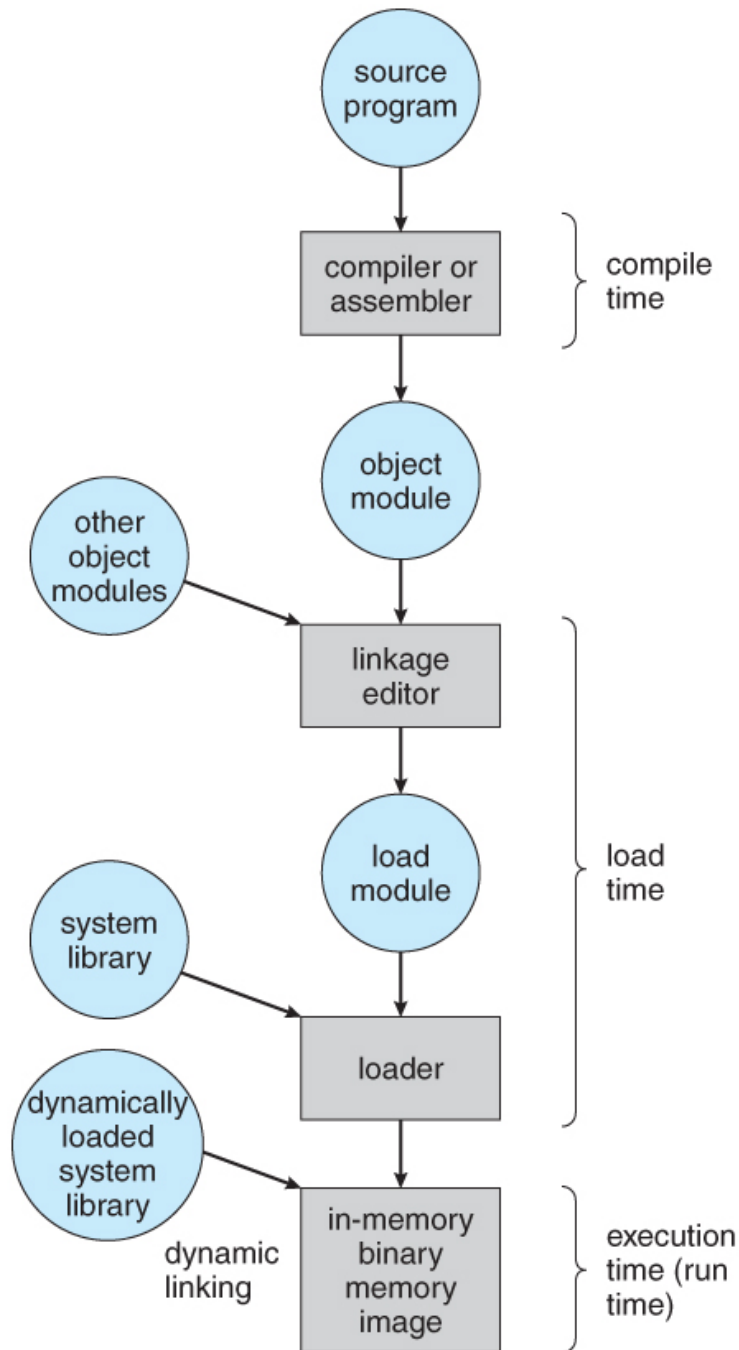 source
program
compiler or
assembler
compile
time
object
module
other
object
modules
linkage
editor
load
module
load
time
system
library
loader
dynamically
loaded
system
library
in-memory
binary
memory
image
dynamic
linking
execution
time (run
time)